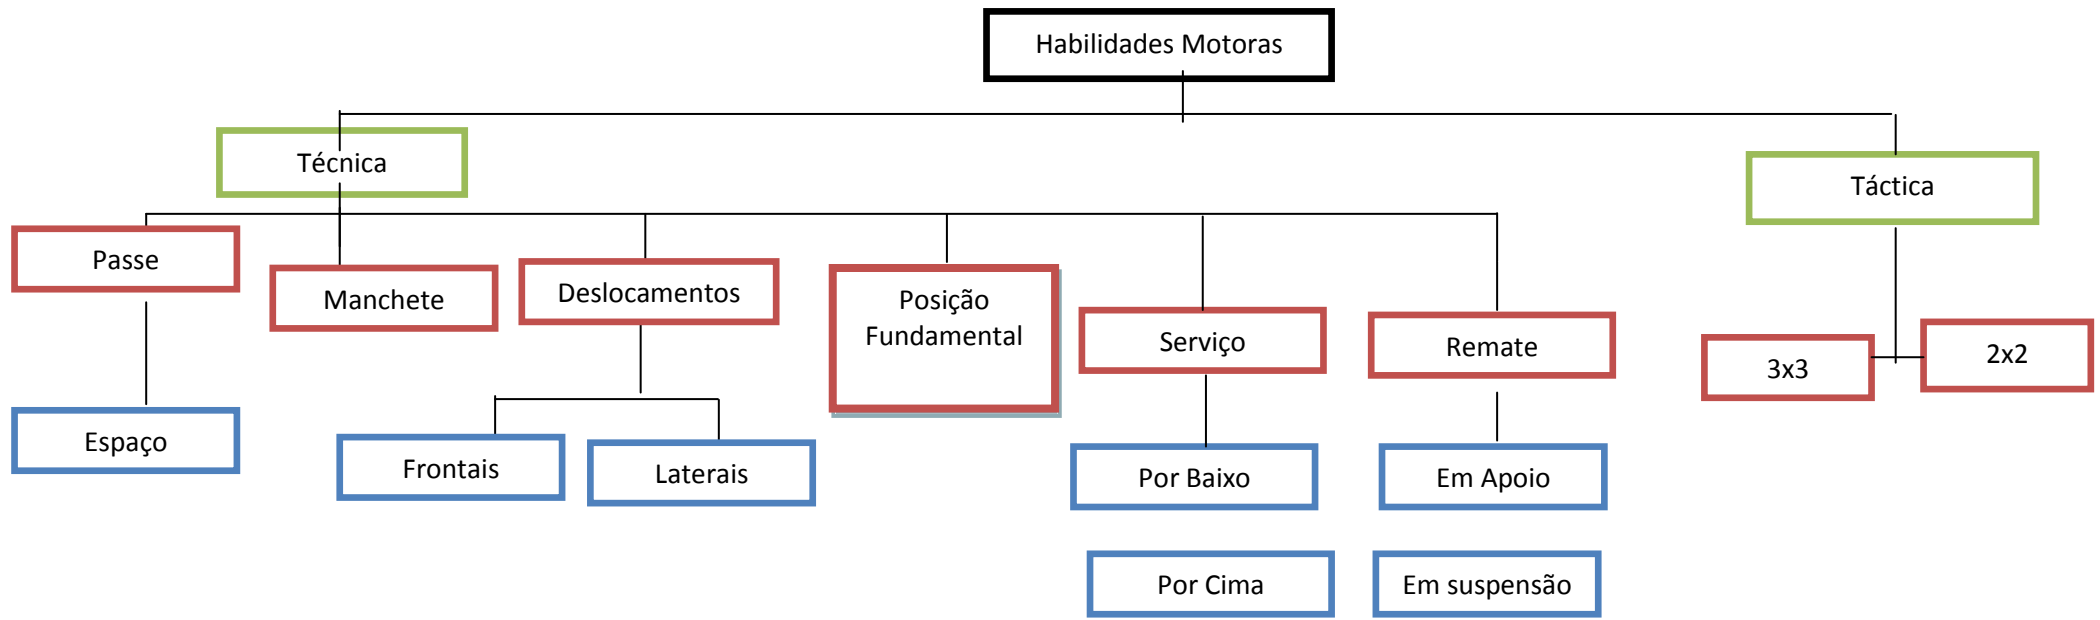 Habilidades Motoras
Técnica
Táctica
Passe
Manchete
Deslocamentos
Posição
Fundamental
Serviço
Remate
3x3
2x2
Espaço
Frontais
Laterais
Por Baixo
Em Apoio
Por Cima
Em suspensão